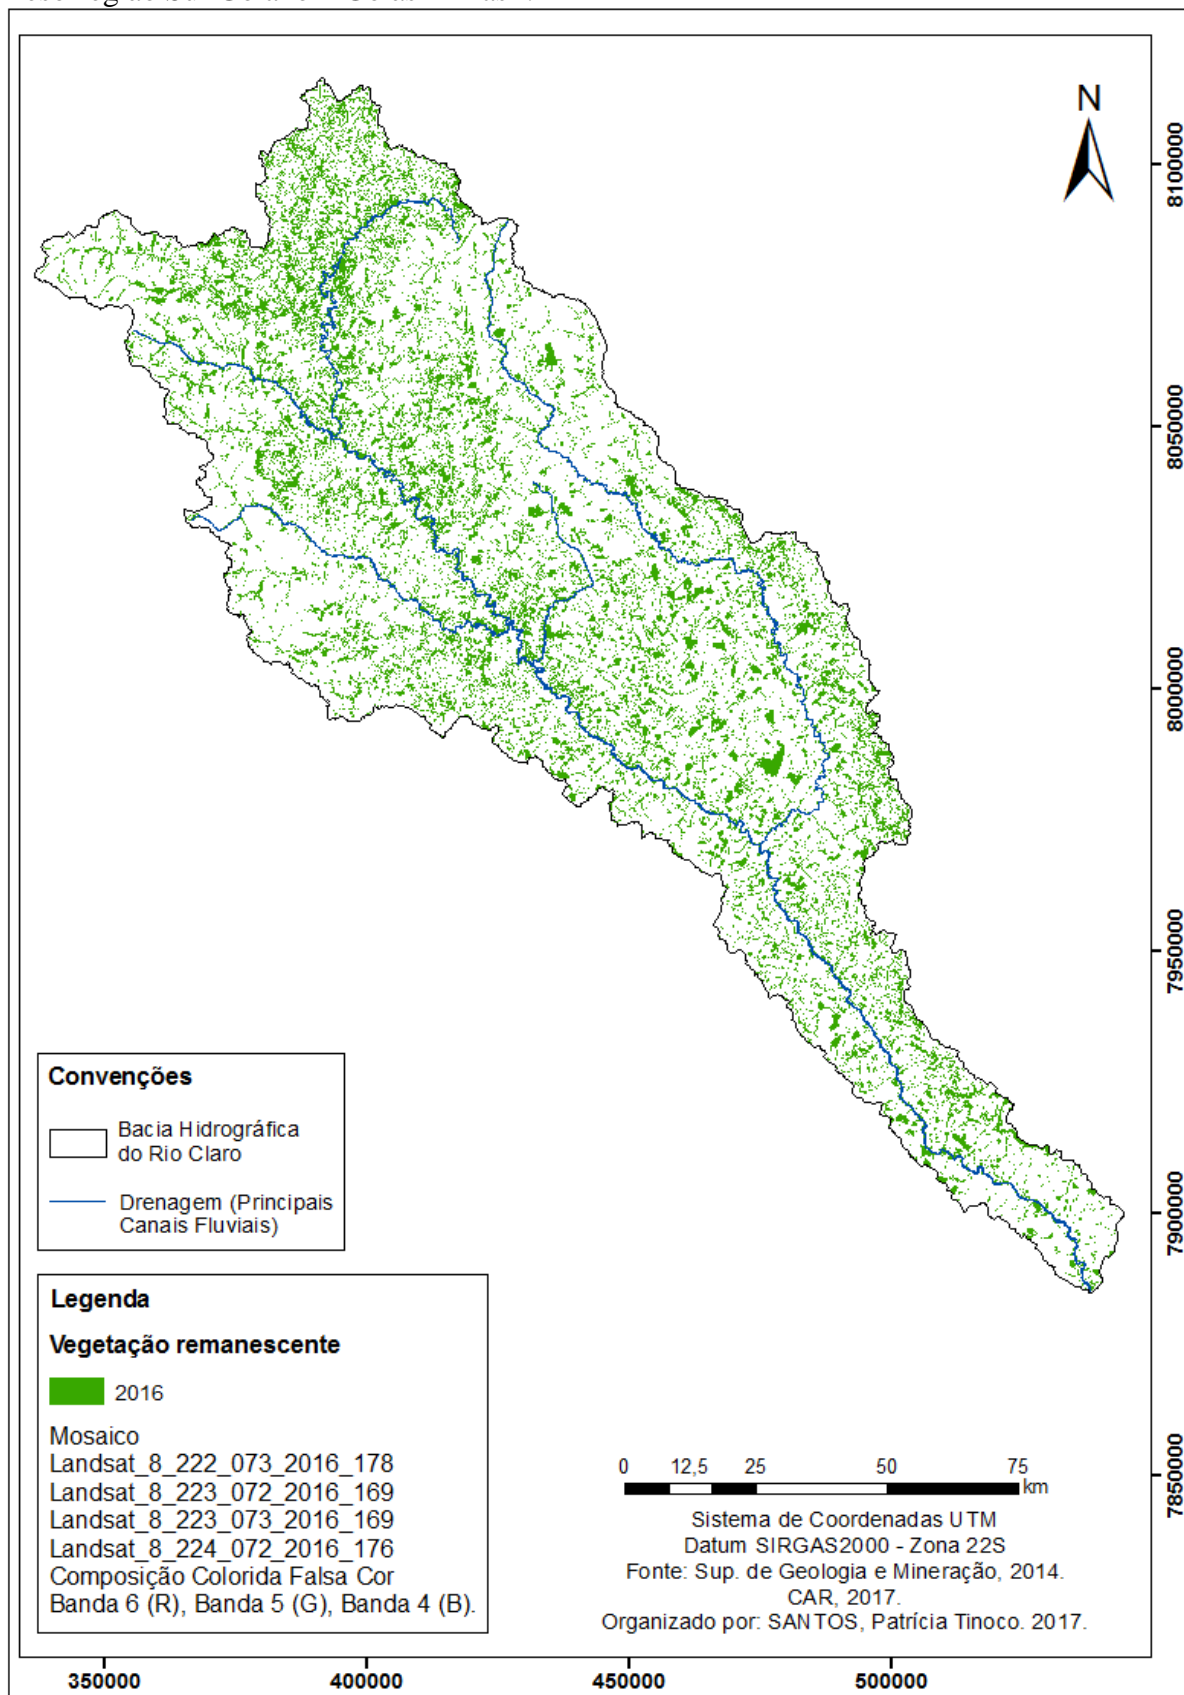 N
8100000
8050000
8000000
7950000
7900000
7850000
Convenções
Bacia Hidrográfica
do Rio Claro
Drenagem (Principais
Canais Fluviais)
Legenda
Vegetação remanescente
2016
Mosaico
Landsat_8_222_073_2016_178
Landsat_8_223_072_2016_169
Landsat_8_223_073_2016_169
Landsat_8_224_072_2016_176
Composição Colorida Falsa Cor
Banda 6 (R), Banda 5 (G), Banda 4 (B).
0 12,5 25 50 75
km
Sistema de Coordenadas UTM
Datum SIRGAS2000 - Zona 22S
Fonte: Sup. de Geologia e Mineração, 2014.
CAR, 2017.
Organizado por: SANTOS, Patrícia Tinoco. 2017.
350000 400000 450000 500000